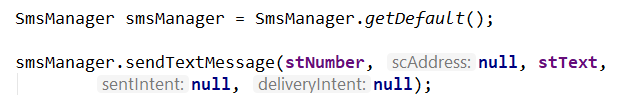 SmsManager smsManager = SmsManager.getDefault();
smsManager.sendTextMessage(stNumber, scAddress: null, stText,
sentIntent: null, deliveryIntent: null);